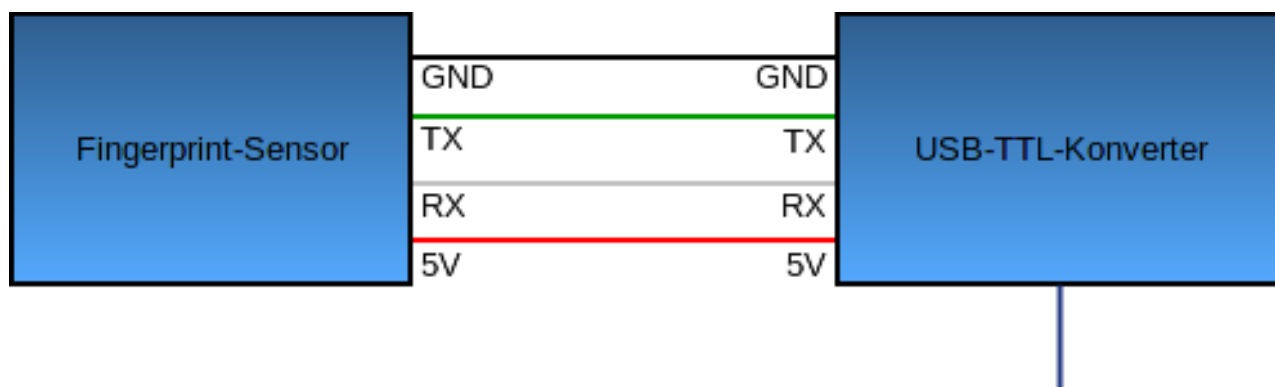 GND GND
Fingerprint-Sensor TX TX USB-TTL-Konverter
RX RX
5V 5V